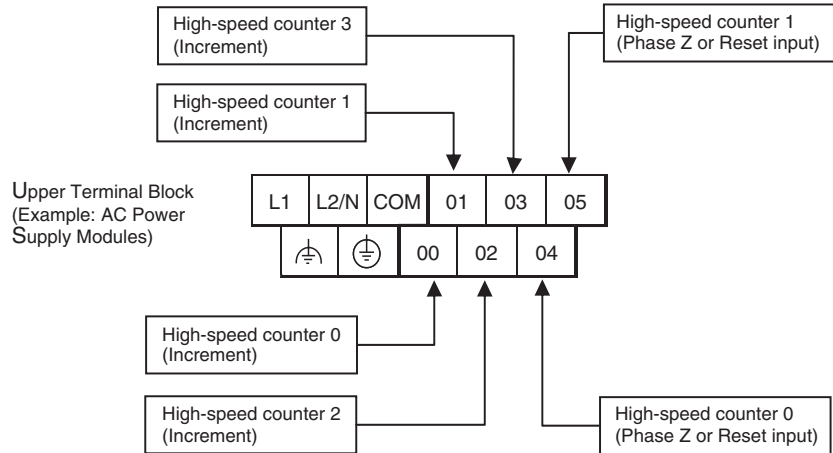 High-speed counter 3
(Increment)
High-speed counter 1
(Phase Z or Reset input)
High-speed counter 1
(Increment)
Upper Terminal Block
(Example: AC Power
Supply Modules)
L1 L2/N COM 01 03 05
00 02 04
High-speed counter 0
(Increment)
High-speed counter 2
(Increment)
High-speed counter 0
(Phase Z or Reset input)